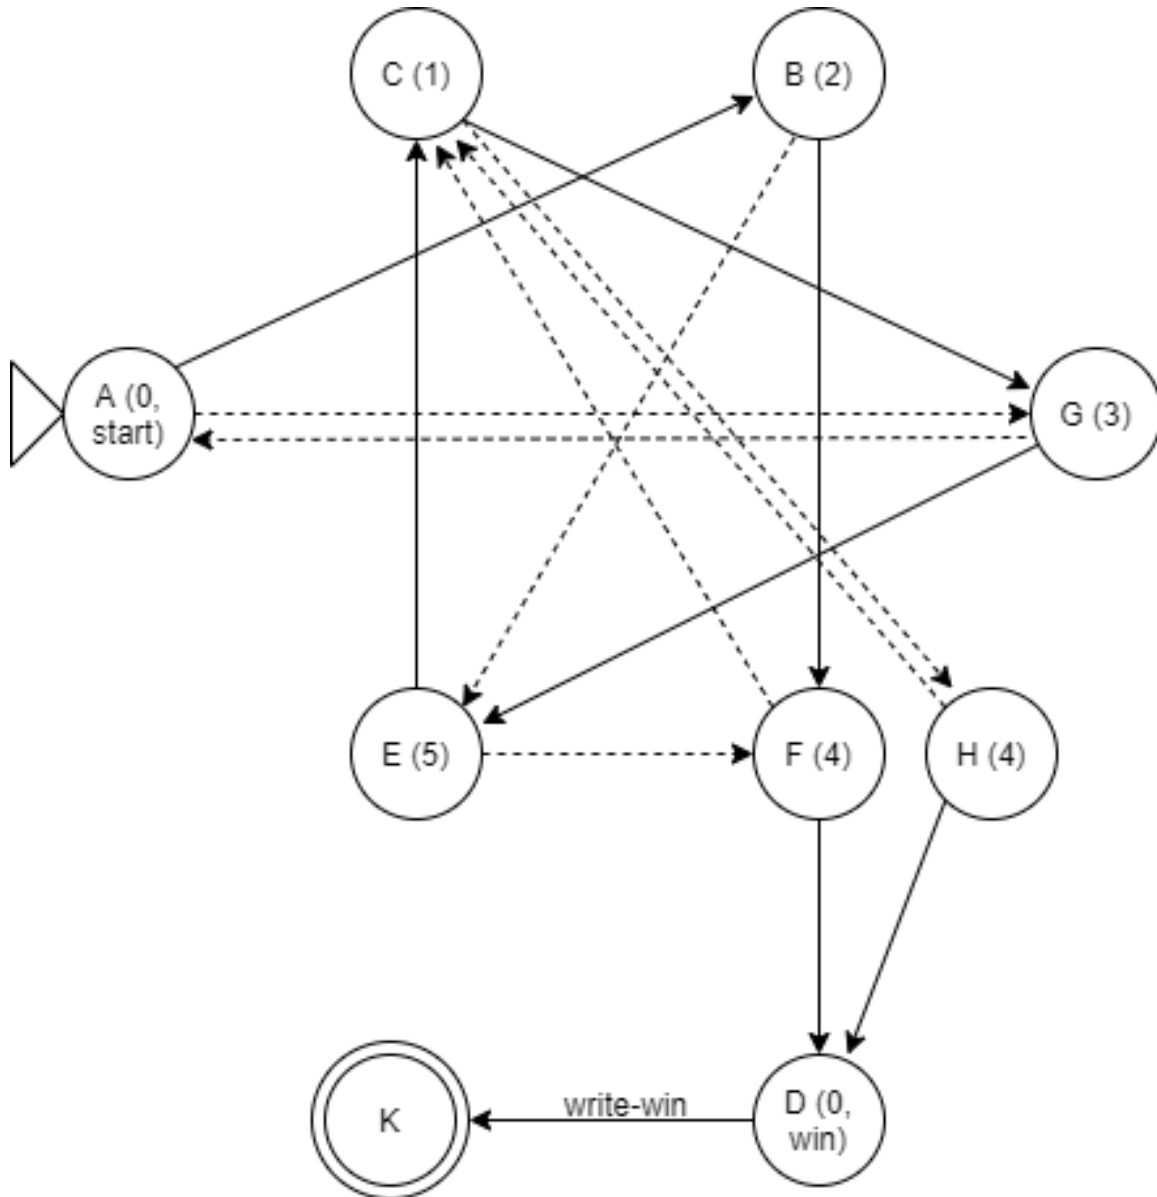 C (1)
B (2)
A (0,
start)
G (3)
E (5)
F (4)
H (4)
K
write-win
D (0,
win)